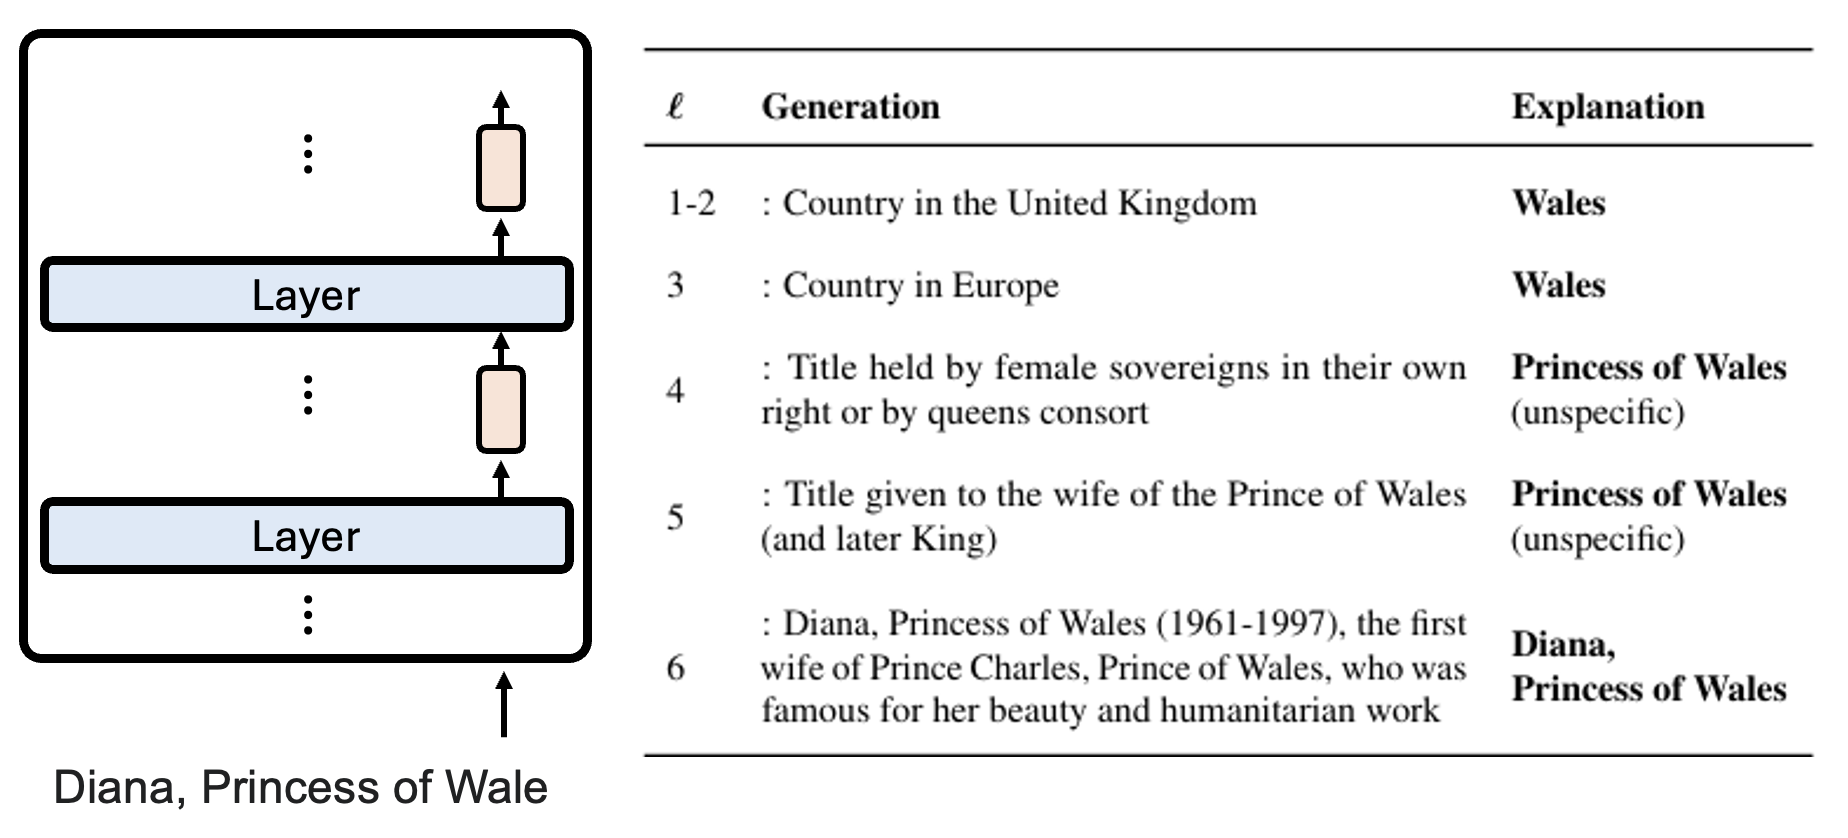 Layer
Layer
Diana, Princess of Wale
ℓ Generation Explanation
1-2 : Country in the United Kingdom Wales
3 : Country in Europe Wales
4 : Title held by female sovereigns in their own right or by queens consort Princess of Wales (unspecific)
5 : Title given to the wife of the Prince of Wales (and later King) Princess of Wales (unspecific)
6 : Diana, Princess of Wales (1961-1997), the first wife of Prince Charles, Prince of Wales, who was famous for her beauty and humanitarian work Diana, Princess of Wales